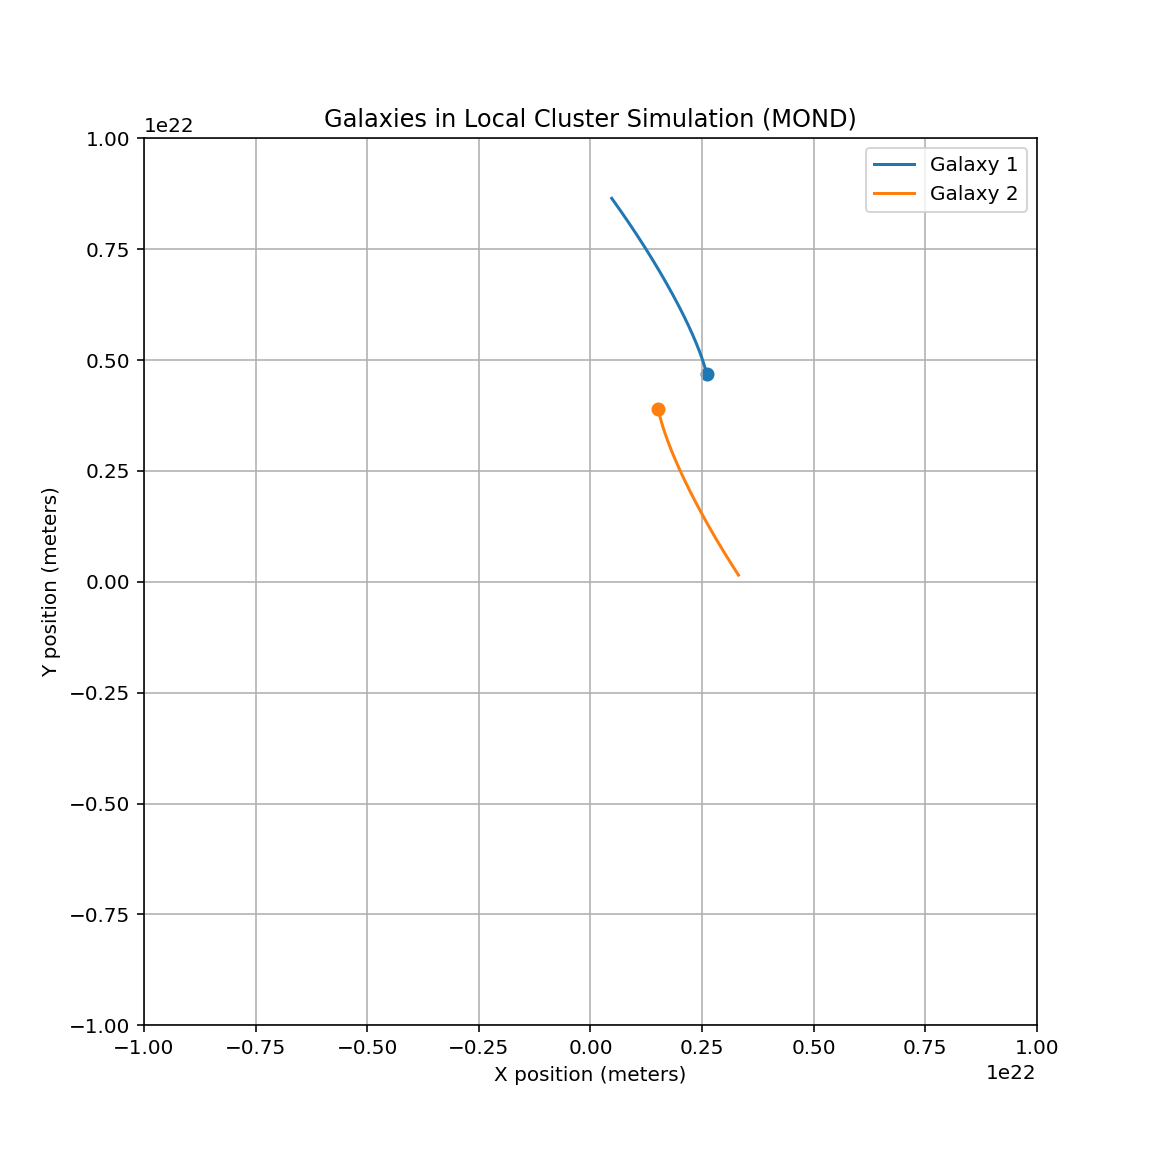 Galaxies in Local Cluster Simulation (MOND)
1e22
Galaxy 1
Galaxy 2
1.00
0.75
0.50
0.25
0.00
−0.25
−0.50
−0.75
−1.00
Y position (meters)
−1.00 −0.75 −0.50 −0.25 0.00 0.25 0.50 0.75 1.00
X position (meters)
1e22